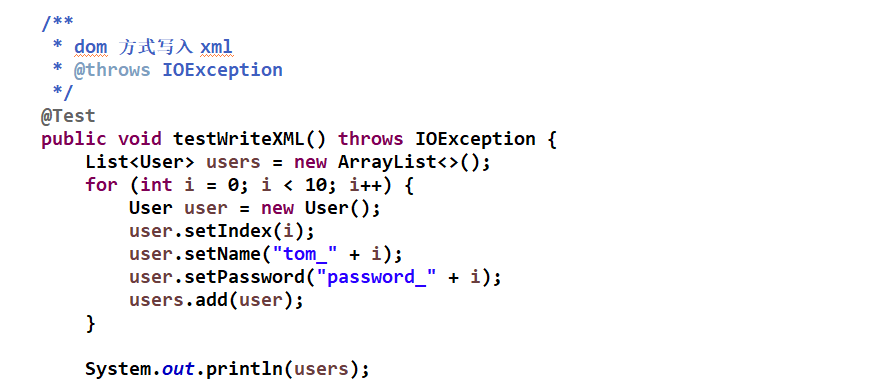 /**
 * dom 方式写入 xml
 * @throws IOException
 */
@Test
public void testWriteXML() throws IOException {
    List<User> users = new ArrayList<>();
    for (int i = 0; i < 10; i++) {
        User user = new User();
        user.setIndex(i);
        user.setName("tom_" + i);
        user.setPassword("password_" + i);
        users.add(user);
    }

    System.out.println(users);